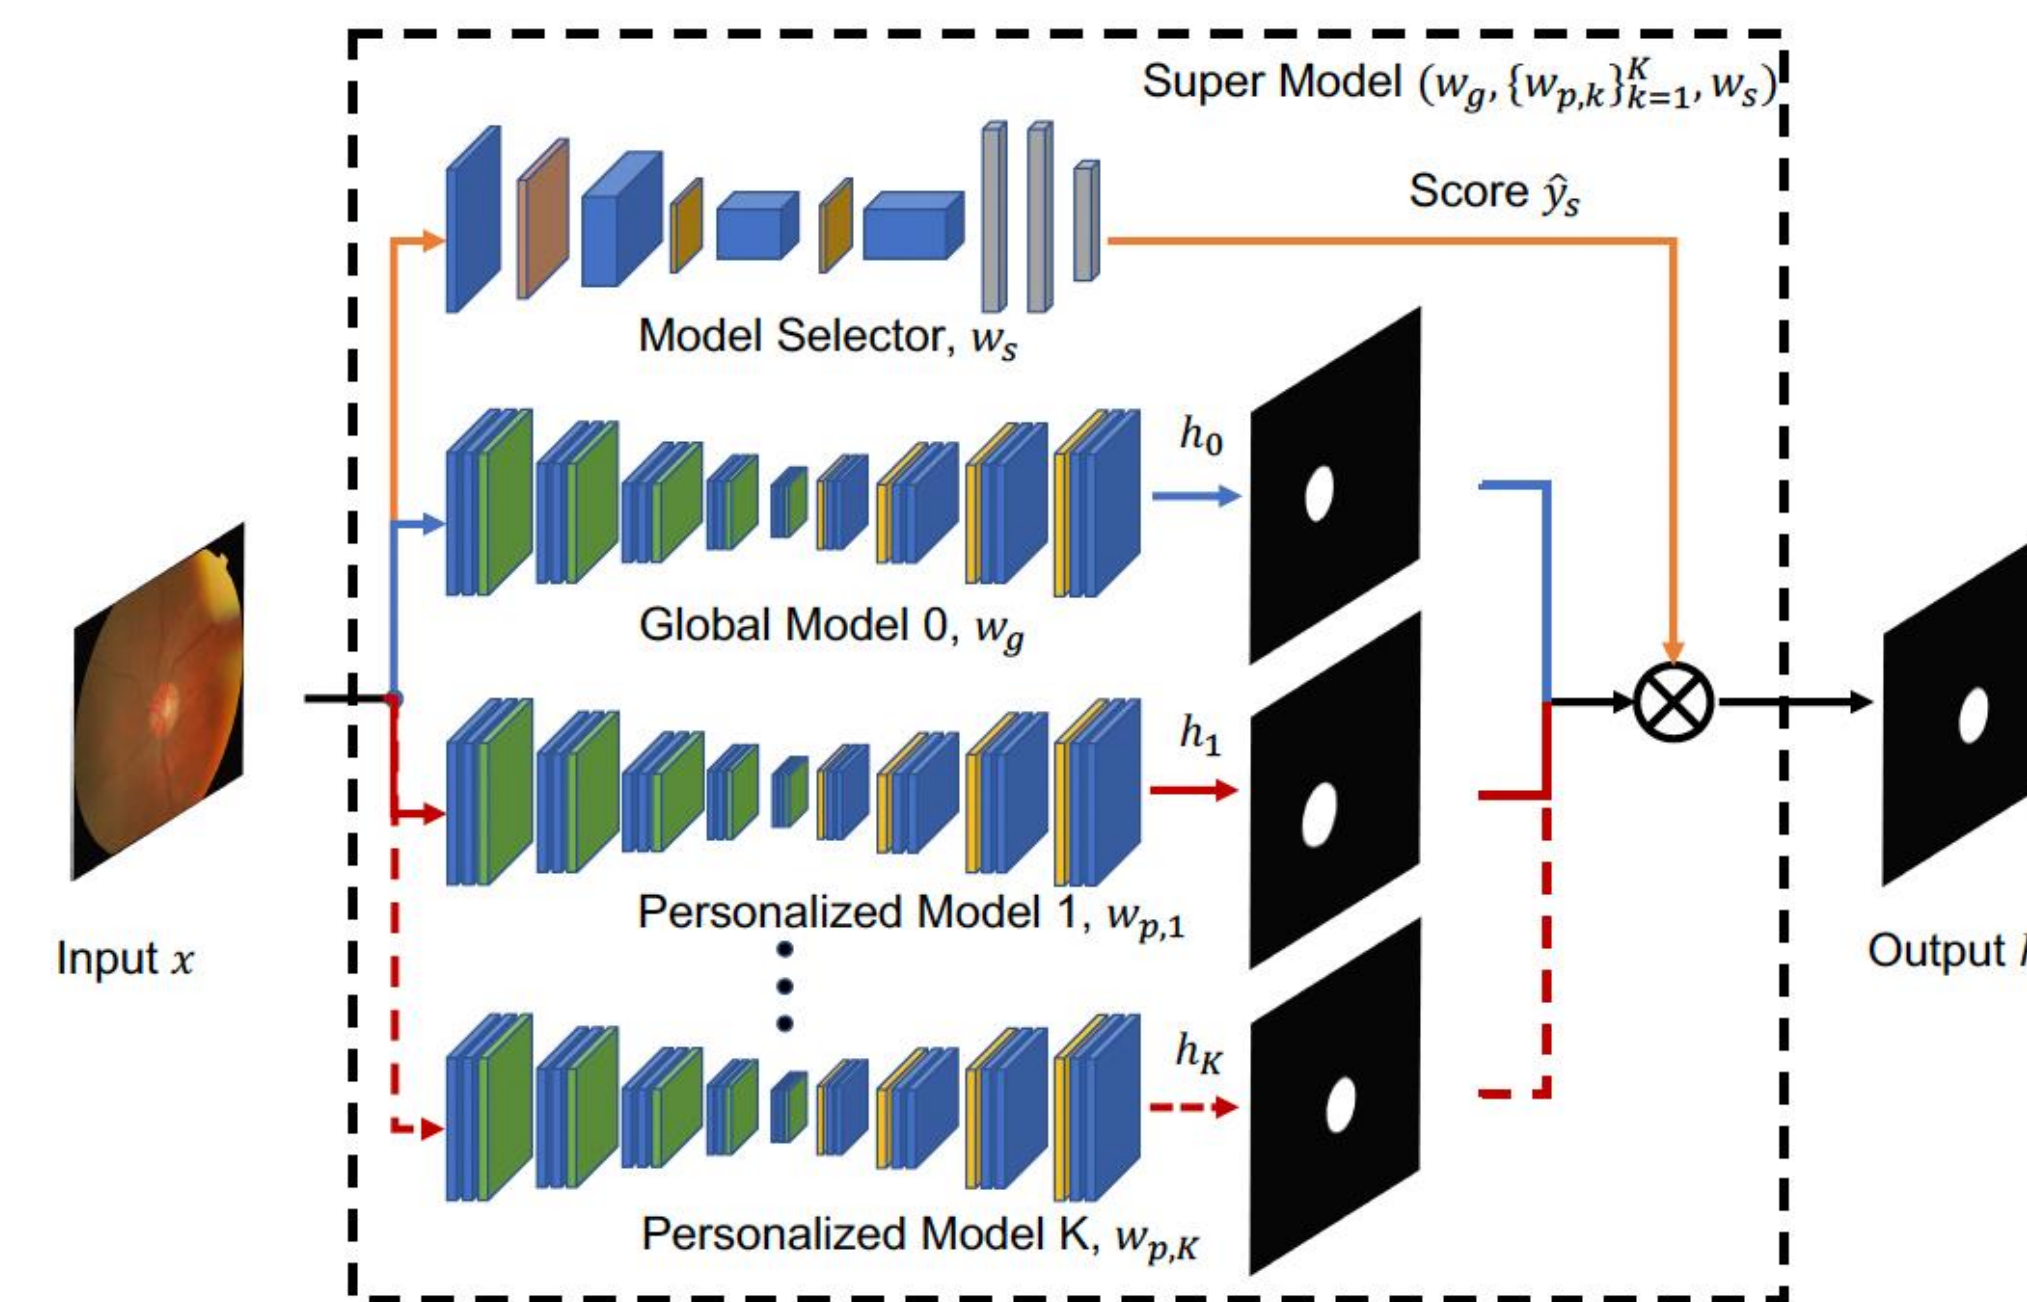 Super Model (w_g, {w_{p,k}}_{k=1}^K, w_s)
Score ŷ_s
Model Selector, w_s
h_0
Global Model 0, w_g
h_1
Personalized Model 1, w_{p,1}
Input x
Output
h_K
Personalized Model K, w_{p,K}